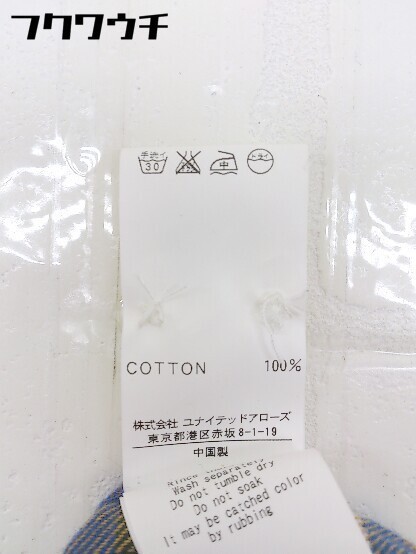 フクワウチ
手洗イ
30
中
ドライ
COTTON 100%
株式会社 ユナイテッドアローズ
東京都港区赤坂8-1-19
中国製
Wash separately
Do not tumble dry
Do not soak
It may be catched color
by rubbing